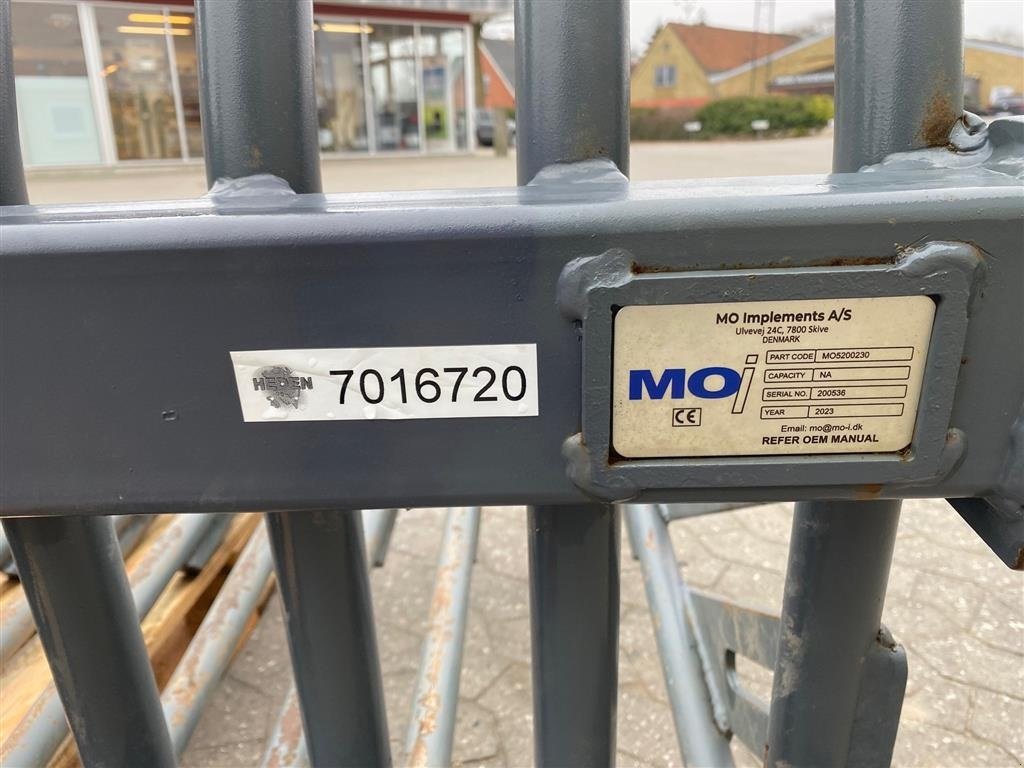 HEDEN
7016720
MO Implements A/S
Ulvevej 24C, 7800 Skive
DENMARK
MOi
CE
PART CODE MO5200230
CAPACITY NA
SERIAL NO. 200536
YEAR 2023
Email: mo@mo-i.dk
REFER OEM MANUAL